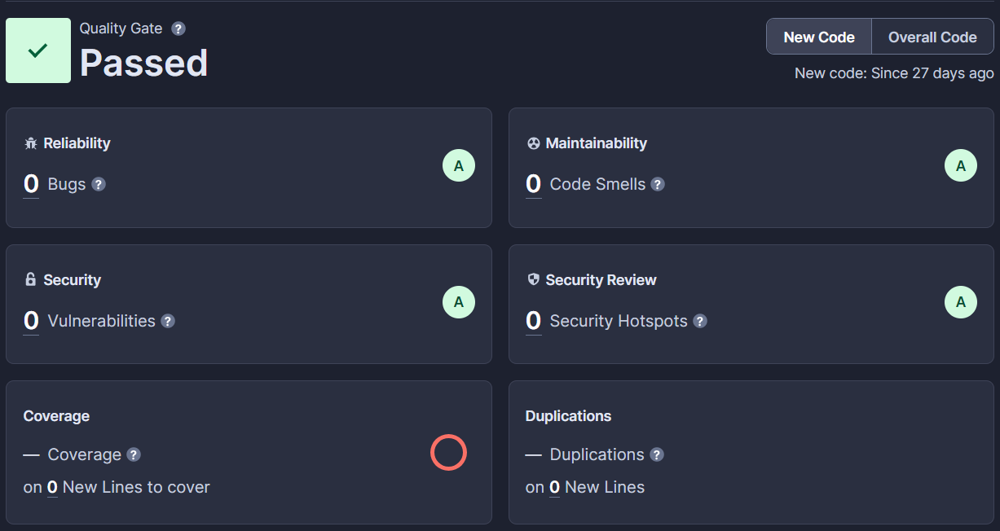 Quality Gate ?
Passed
New Code Overall Code
New code: Since 27 days ago
Reliability
0 Bugs ?
A
Maintainability
0 Code Smells ?
A
Security
0 Vulnerabilities ?
A
Security Review
0 Security Hotspots ?
A
Coverage
— Coverage ?
on 0 New Lines to cover
Duplications
— Duplications ?
on 0 New Lines